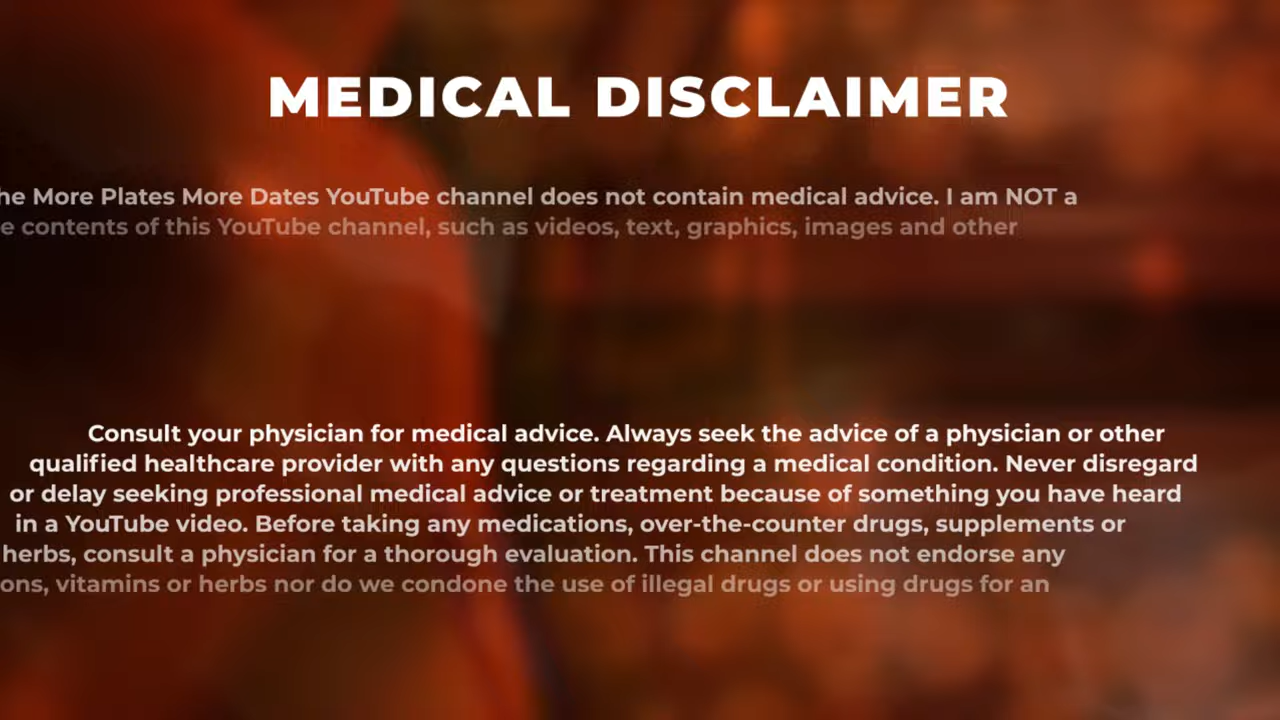 MEDICAL DISCLAIMER
he More Plates More Dates YouTube channel does not contain medical advice. I am NOT a
e contents of this YouTube channel, such as videos, text, graphics, images and other
Consult your physician for medical advice. Always seek the advice of a physician or other
qualified healthcare provider with any questions regarding a medical condition. Never disregard
or delay seeking professional medical advice or treatment because of something you have heard
in a YouTube video. Before taking any medications, over-the-counter drugs, supplements or
herbs, consult a physician for a thorough evaluation. This channel does not endorse any
ons, vitamins or herbs nor do we condone the use of illegal drugs or using drugs for an